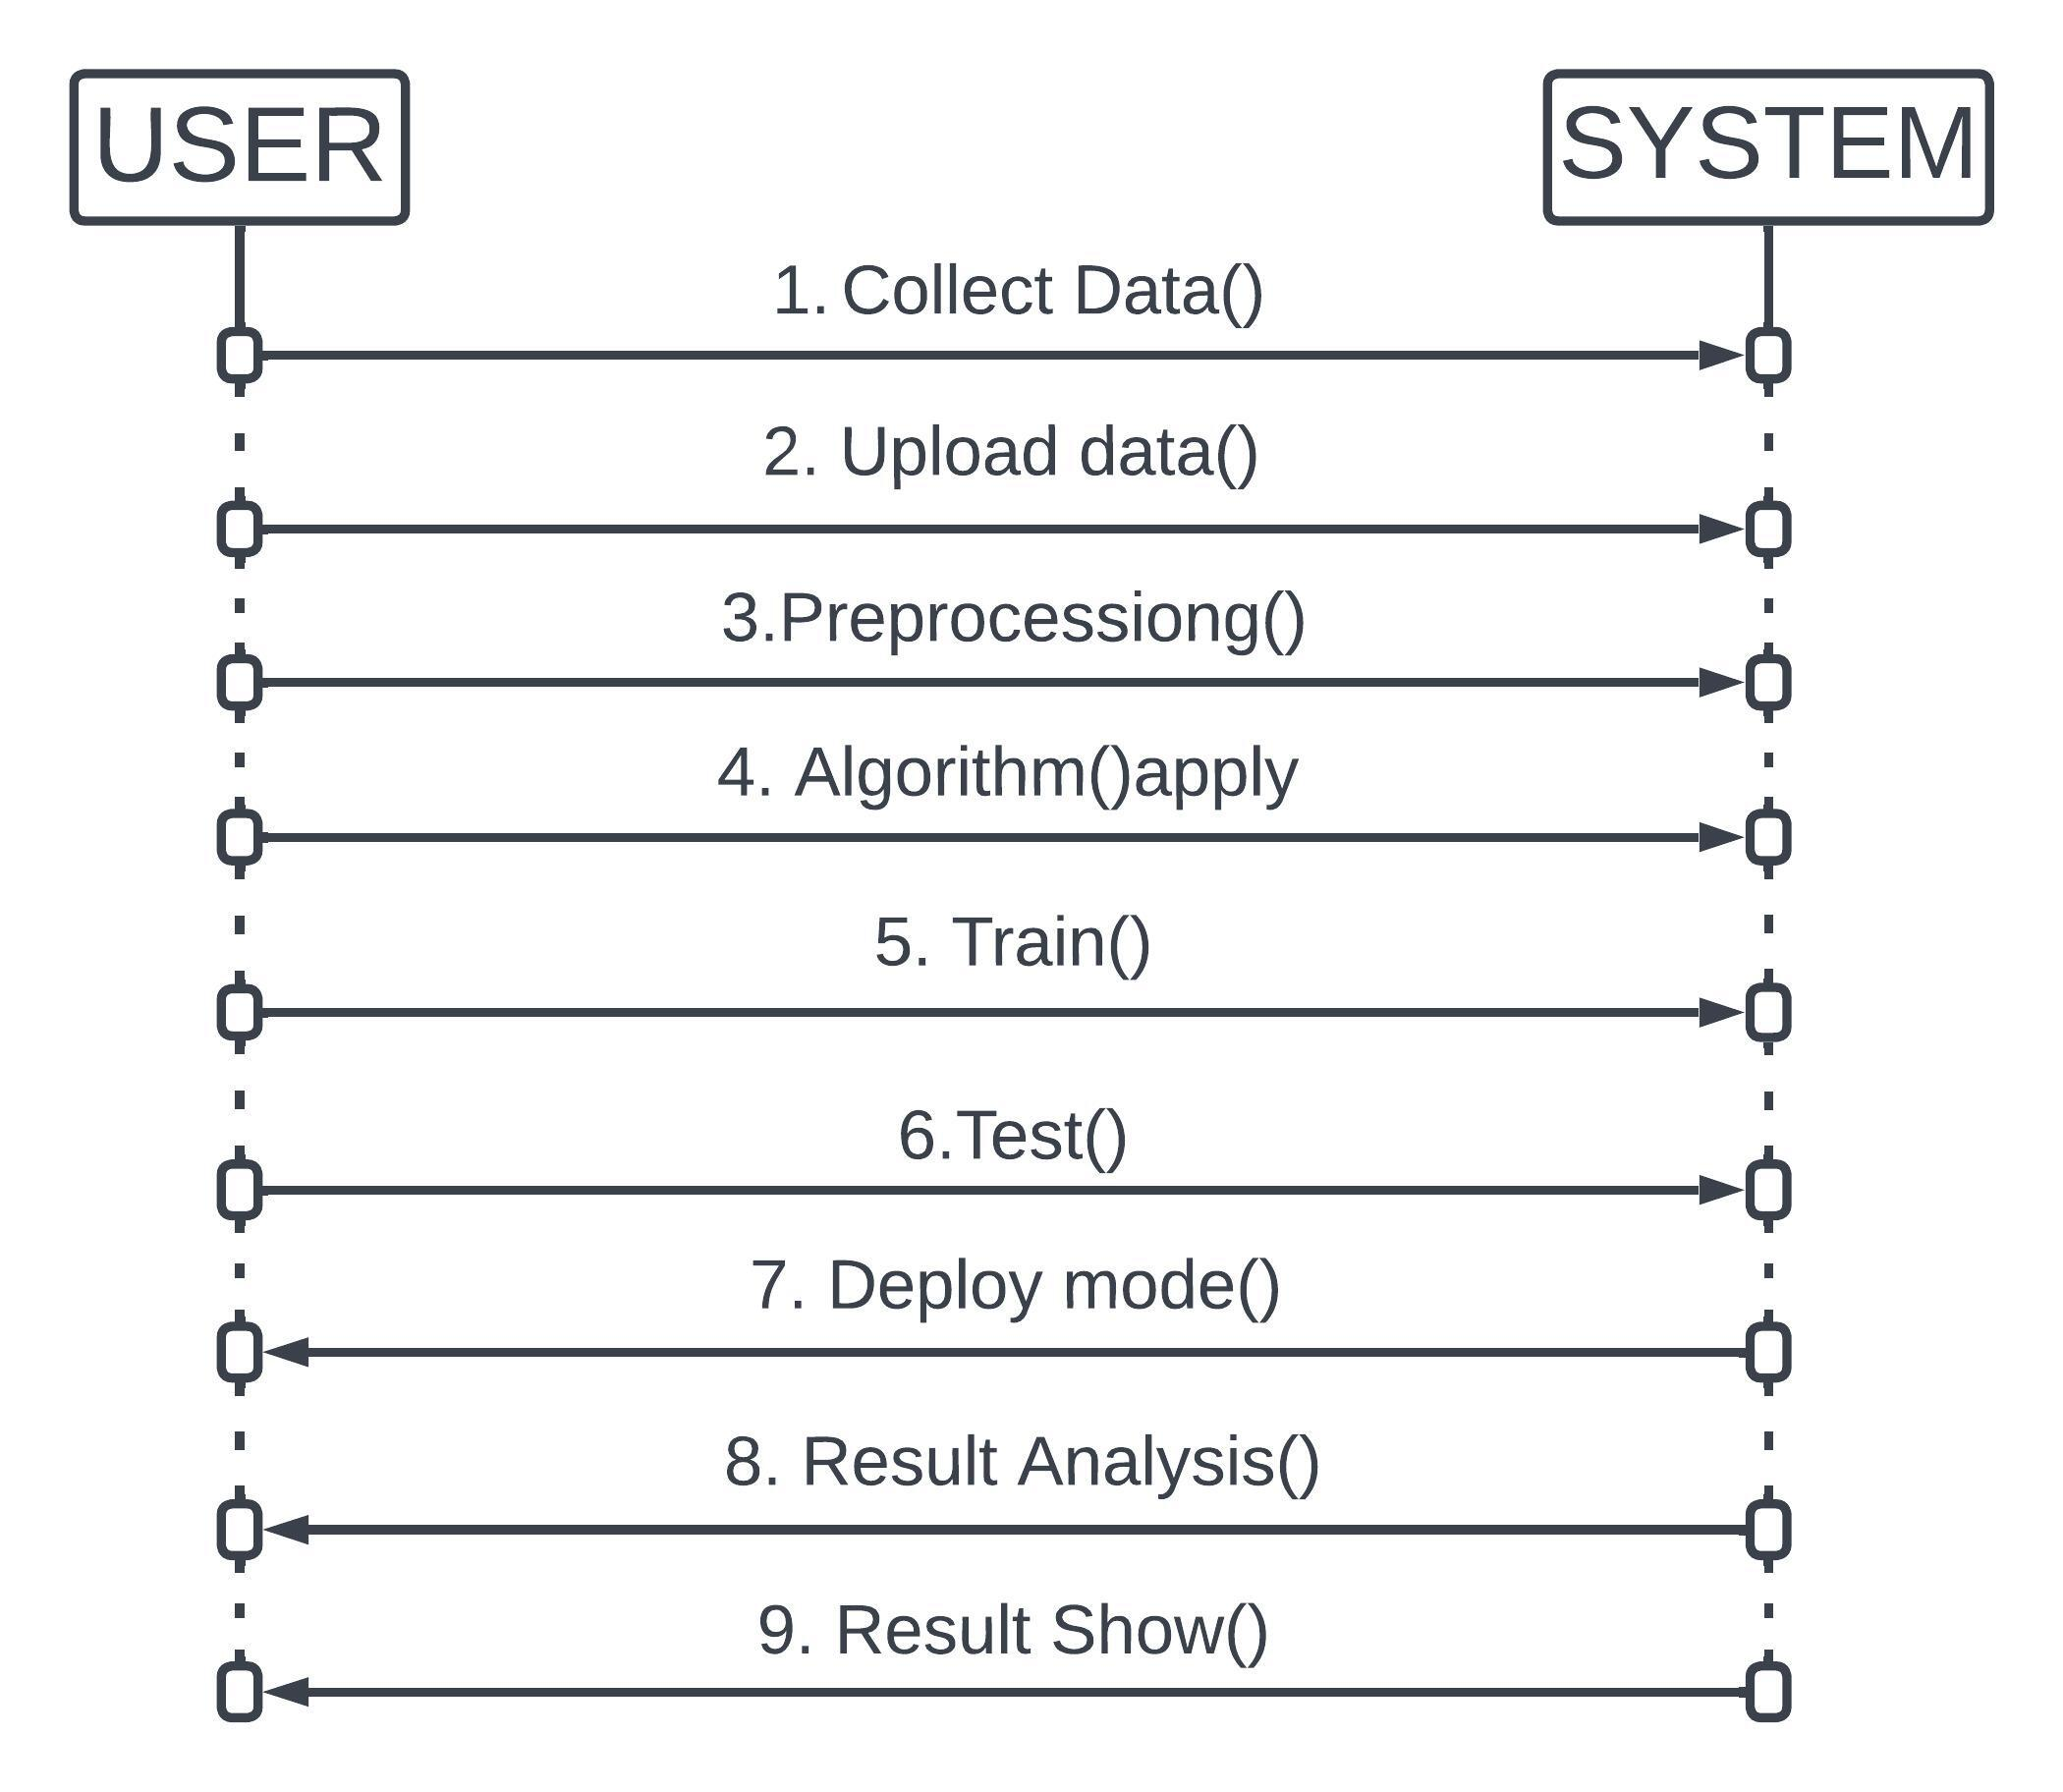 USER
SYSTEM
1. Collect Data()
2. Upload data()
3.Preprocessiong()
4. Algorithm()apply
5. Train()
6.Test()
7. Deploy mode()
8. Result Analysis()
9. Result Show()